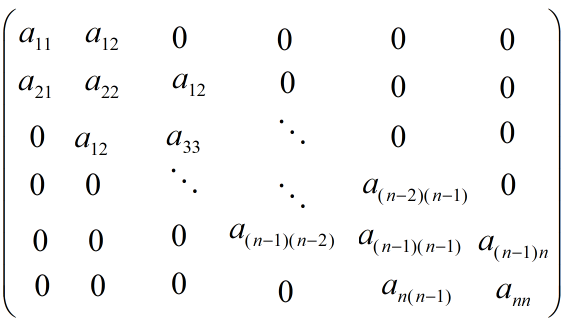 a₁₁ a₁₂ 0 0 0 0
a₂₁ a₂₂ a₁₂ 0 0 0
0 a₁₂ a₃₃ ⋱ 0 0
0 0 ⋱ ⋱ a₍ₙ₋₂₎₍ₙ₋₁₎ 0
0 0 0 a₍ₙ₋₁₎₍ₙ₋₂₎ a₍ₙ₋₁₎₍ₙ₋₁₎ a₍ₙ₋₁₎ₙ
0 0 0 0 aₙ₍ₙ₋₁₎ aₙₙ